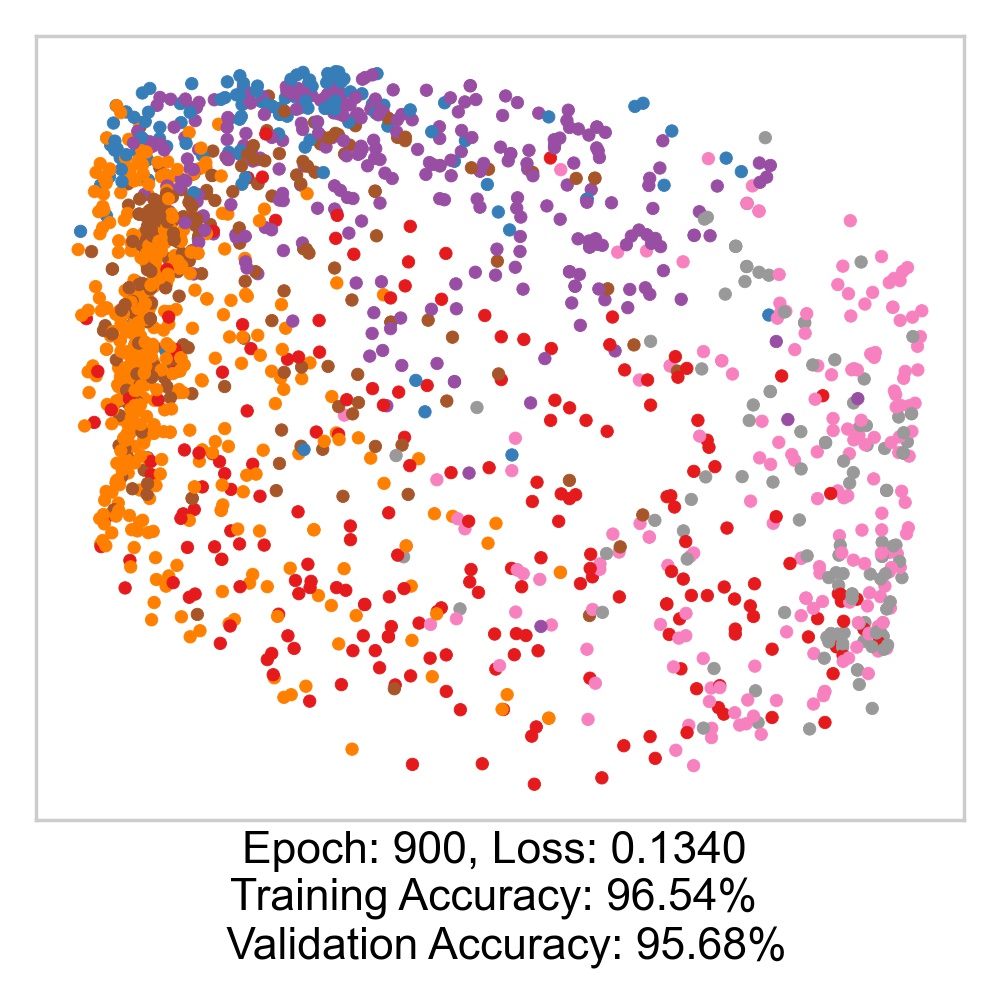 Epoch: 900, Loss: 0.1340
Training Accuracy: 96.54%
Validation Accuracy: 95.68%